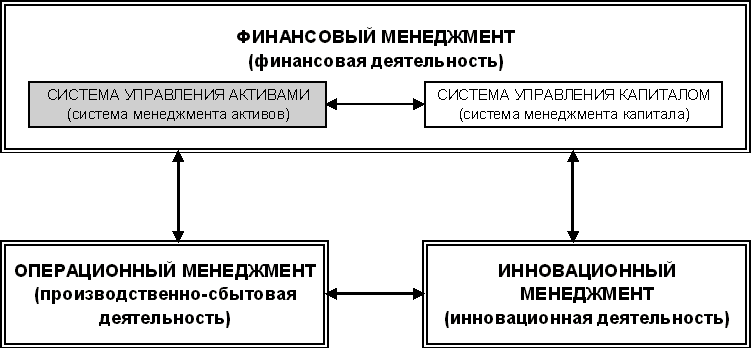 ФИНАНСОВЫЙ МЕНЕДЖМЕНТ
(финансовая деятельность)
СИСТЕМА УПРАВЛЕНИЯ АКТИВАМИ
(система менеджмента активов)
СИСТЕМА УПРАВЛЕНИЯ КАПИТАЛОМ
(система менеджмента капитала)
ОПЕРАЦИОННЫЙ МЕНЕДЖМЕНТ
(производственно-сбытовая
деятельность)
ИННОВАЦИОННЫЙ
МЕНЕДЖМЕНТ
(инновационная деятельность)